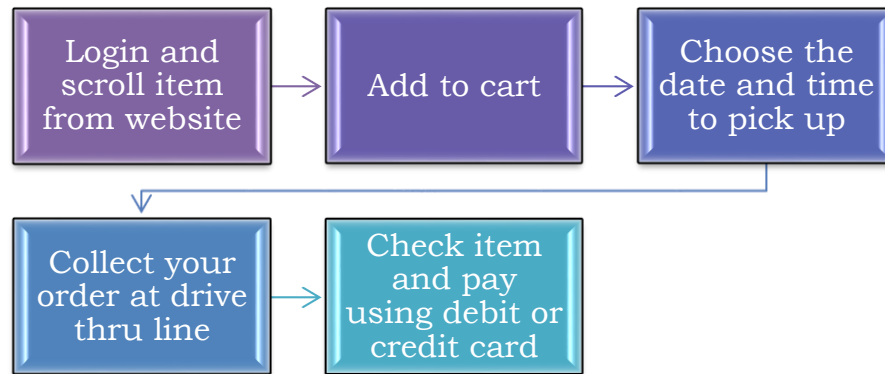 Login and
scroll item
from website
Add to cart
Choose the
date and time
to pick up
Collect your
order at drive
thru line
Check item
and pay
using debit or
credit card